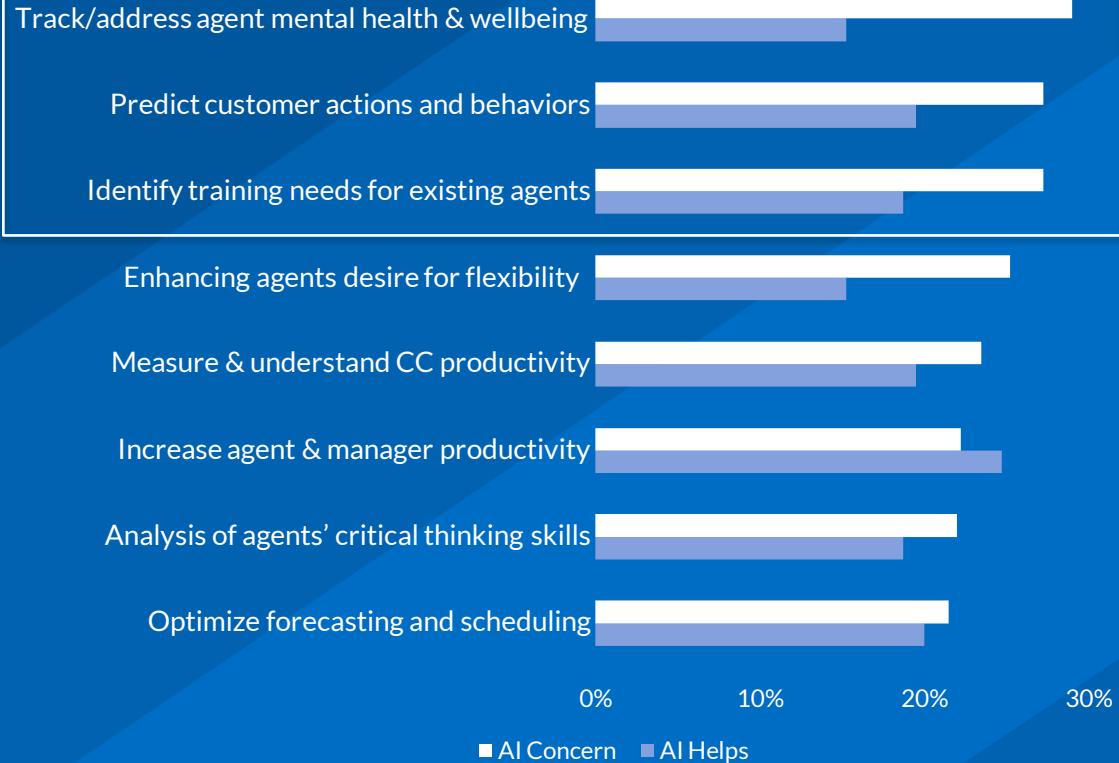 Track/address agent mental health & wellbeing
Predict customer actions and behaviors
Identify training needs for existing agents
Enhancing agents desire for flexibility
Measure & understand CC productivity
Increase agent & manager productivity
Analysis of agents’ critical thinking skills
Optimize forecasting and scheduling
0% 10% 20% 30%
AI Concern AI Helps